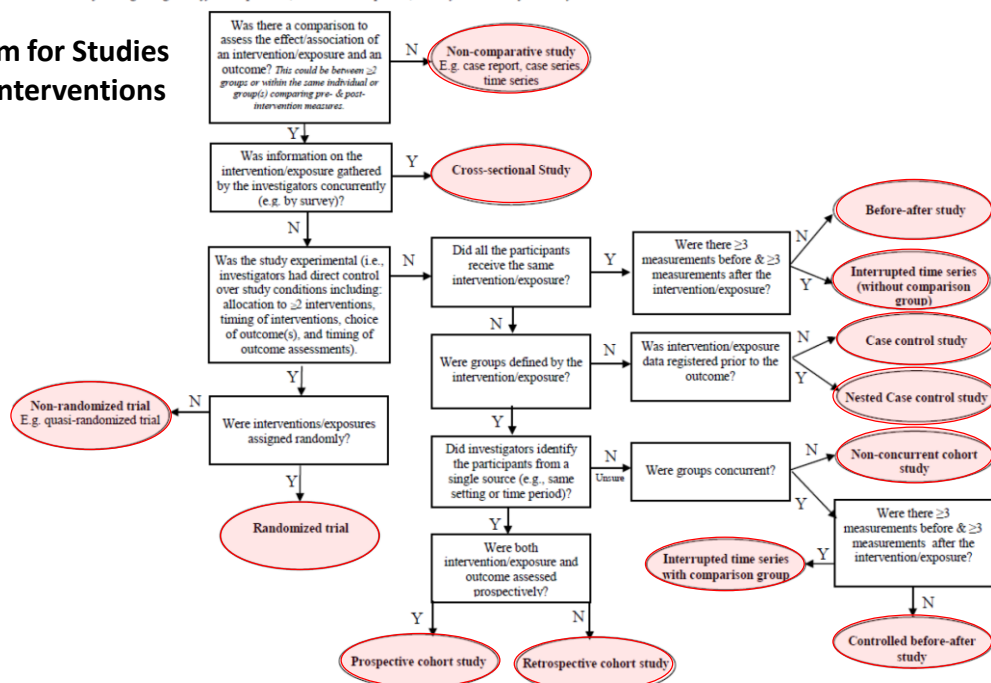 m for Studies
nterventions
Was there a comparison to
assess the effect/association of
an intervention/exposure and an
outcome? This could be between ≥2
groups or within the same individual or
group(s) comparing pre- & post-
intervention measures.
N
Non-comparative study
E.g. case report, case series,
time series
Y
Was information on the
intervention/exposure gathered
by the investigators concurrently
(e.g. by survey)?
Y
Cross-sectional Study
N
Was the study experimental (i.e.,
investigators had direct control
over study conditions including:
allocation to ≥2 interventions,
timing of interventions, choice
of outcome(s), and timing of
outcome assessments).
N
Did all the participants
receive the same
intervention/exposure?
Y
Were there ≥3
measurements before & ≥3
measurements after the
intervention/exposure?
N
Before-after study
Y
Interrupted time series
(without comparison
group)
N
Were groups defined by the
intervention/exposure?
N
Was intervention/exposure
data registered prior to the
outcome?
N
Case control study
Y
Nested Case control study
Y
Were interventions/exposures
assigned randomly?
N
Non-randomized trial
E.g. quasi-randomized trial
Y
Randomized trial
Y
Did investigators identify
the participants from a
single source (e.g., same
setting or time period)?
N
Unsure
Were groups concurrent?
N
Non-concurrent cohort
study
Y
Were there ≥3
measurements before & ≥3
measurements after the
intervention/exposure?
Y
Interrupted time series
with comparison group
N
Controlled before-after
study
Y
Were both
intervention/exposure and
outcome assessed
prospectively?
Y
Prospective cohort study
N
Retrospective cohort study